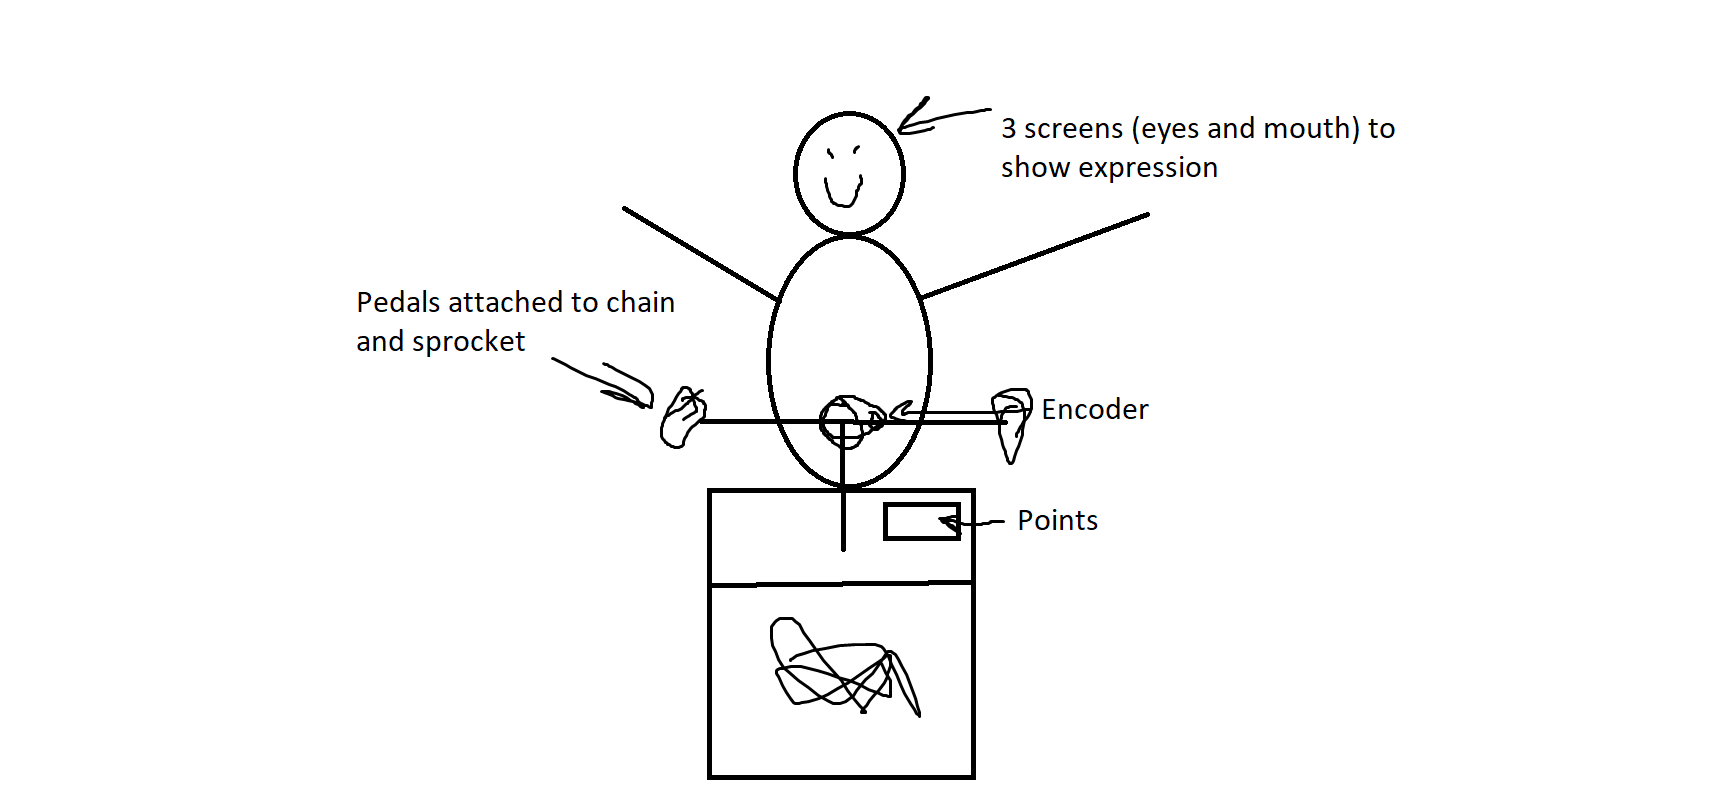 3 screens (eyes and mouth) to
show expression
Pedals attached to chain
and sprocket
Encoder
Points